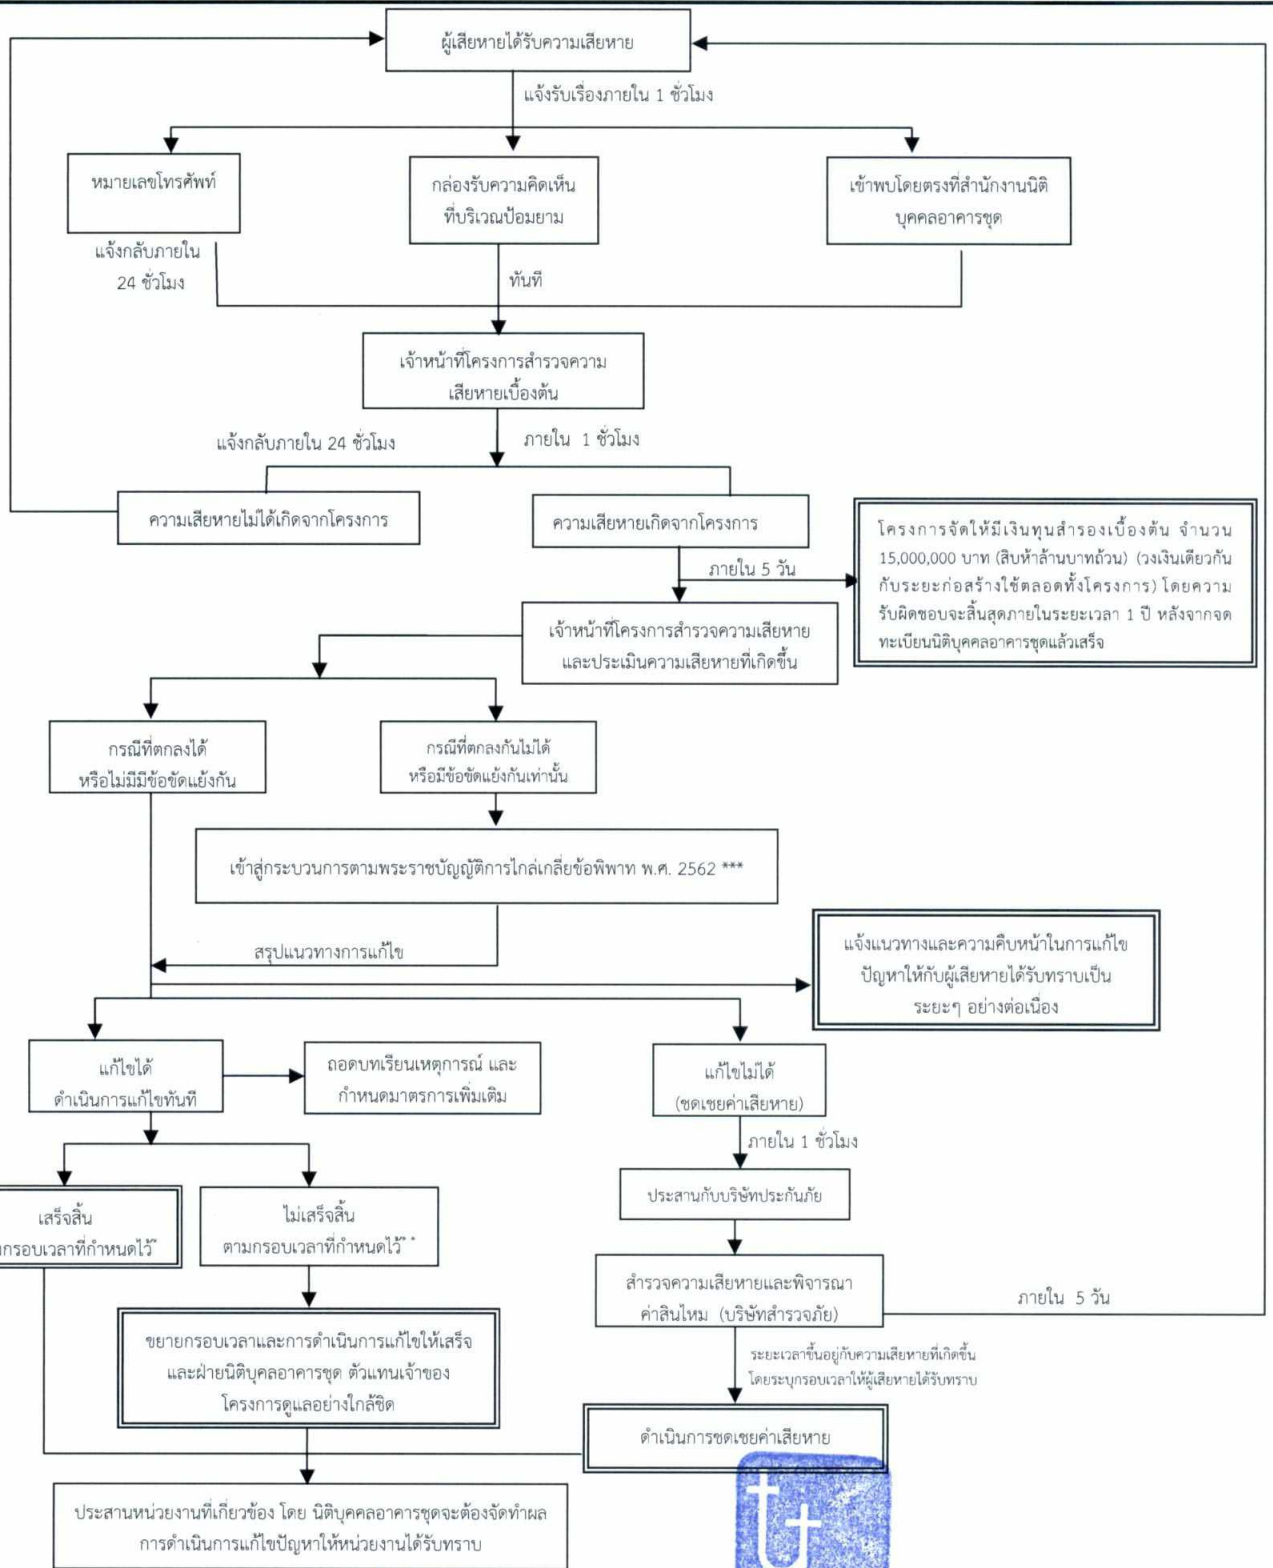 ผู้เสียหายได้รับความเสียหาย
แจ้งรับเรื่องภายใน 1 ชั่วโมง
หมายเลขโทรศัพท์
กล่องรับความคิดเห็น
ที่บริเวณป้อมยาม
เข้าพบโดยตรงที่สำนักงานนิติ
บุคคลอาคารชุด
แจ้งกลับภายใน
24 ชั่วโมง
ทันที
เจ้าหน้าที่โครงการสำรวจความ
เสียหายเบื้องต้น
แจ้งกลับภายใน 24 ชั่วโมง
ภายใน 1 ชั่วโมง
ความเสียหายไม่ได้เกิดจากโครงการ
ความเสียหายเกิดจากโครงการ
โครงการจัดให้มีเงินทุนสำรองเบื้องต้น จำนวน
15,000,000 บาท (สิบห้าล้านบาทถ้วน) (วงเงินเดียวกัน
กับระยะก่อสร้างใช้ตลอดทั้งโครงการ) โดยความ
รับผิดชอบจะสิ้นสุดภายในระยะเวลา 1 ปี หลังจากจด
ทะเบียนนิติบุคคลอาคารชุดแล้วเสร็จ
ภายใน 5 วัน
เจ้าหน้าที่โครงการสำรวจความเสียหาย
และประเมินความเสียหายที่เกิดขึ้น
กรณีที่ตกลงได้
หรือไม่มีมีข้อขัดแย้งกัน
กรณีที่ตกลงกันไม่ได้
หรือมีข้อขัดแย้งกันเท่านั้น
เข้าสู่กระบวนการตามพระราชบัญญัติการไกล่เกลี่ยข้อพิพาท พ.ศ. 2562 ***
สรุปแนวทางการแก้ไข
แจ้งแนวทางและความคืบหน้าในการแก้ไข
ปัญหาให้กับผู้เสียหายได้รับทราบเป็น
ระยะๆ อย่างต่อเนื่อง
แก้ไขได้
ดำเนินการแก้ไขทันที
ถอดบทเรียนเหตุการณ์ และ
กำหนดมาตรการเพิ่มเติม
แก้ไขไม่ได้
(ชดเชยค่าเสียหาย)
ภายใน 1 ชั่วโมง
ประสานกับบริษัทประกันภัย
เสร็จสิ้น
กรอบเวลาที่กำหนดไว้*
ไม่เสร็จสิ้น
ตามกรอบเวลาที่กำหนดไว้**
สำรวจความเสียหายและพิจารณา
ค่าสินไหม (บริษัทสำรวจภัย)
ภายใน 5 วัน
ขยายกรอบเวลาและการดำเนินการแก้ไขให้เสร็จ
และฝ่ายนิติบุคคลอาคารชุด ตัวแทนเจ้าของ
โครงการดูแลอย่างใกล้ชิด
ระยะเวลาขึ้นอยู่กับความเสียหายที่เกิดขึ้น
โดยระบุกรอบเวลาให้ผู้เสียหายได้รับทราบ
ดำเนินการชดเชยค่าเสียหาย
ประสานหน่วยงานที่เกี่ยวข้อง โดย นิติบุคคลอาคารชุดจะต้องจัดทำผล
การดำเนินการแก้ไขปัญหาให้หน่วยงานได้รับทราบ